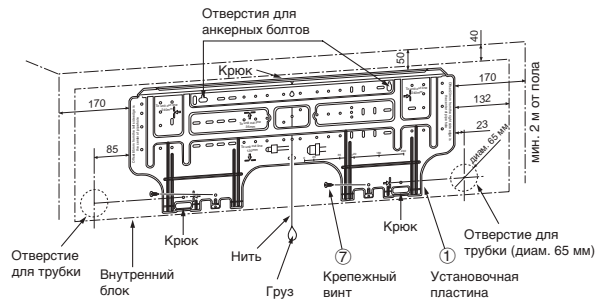 Отверстия для
анкерных болтов
Крюк
40
50
170
170
132
мин. 2 м от пола
23
85
диам. 65 мм
Крюк
Крюк
Отверстие
для трубки
Внутренний
блок
Нить
Груз
⑦
Крепежный
винт
①
Установочная
пластина
Отверстие для
трубки (диам. 65 мм)